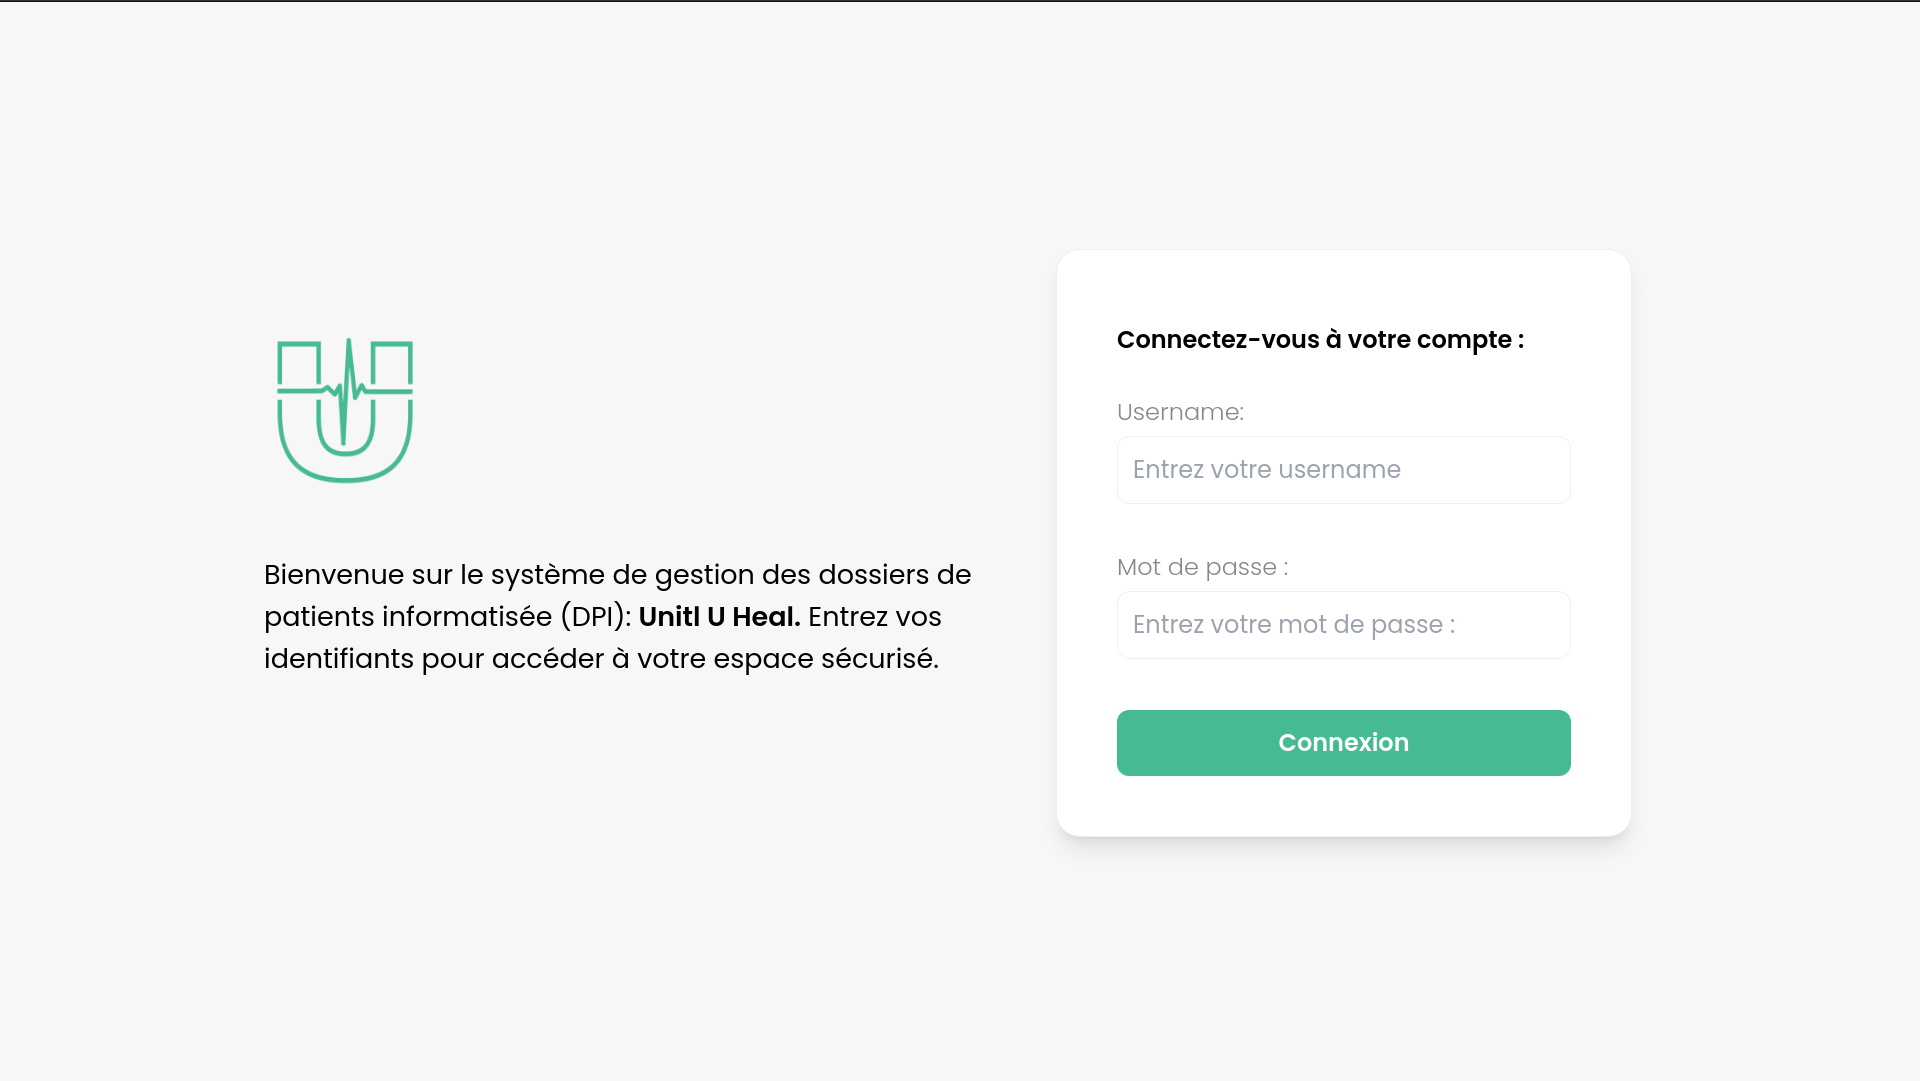 Bienvenue sur le système de gestion des dossiers de
patients informatisée (DPI): Unitl U Heal. Entrez vos
identifiants pour accéder à votre espace sécurisé.
Connectez-vous à votre compte :
Username:
Entrez votre username
Mot de passe :
Entrez votre mot de passe :
Connexion